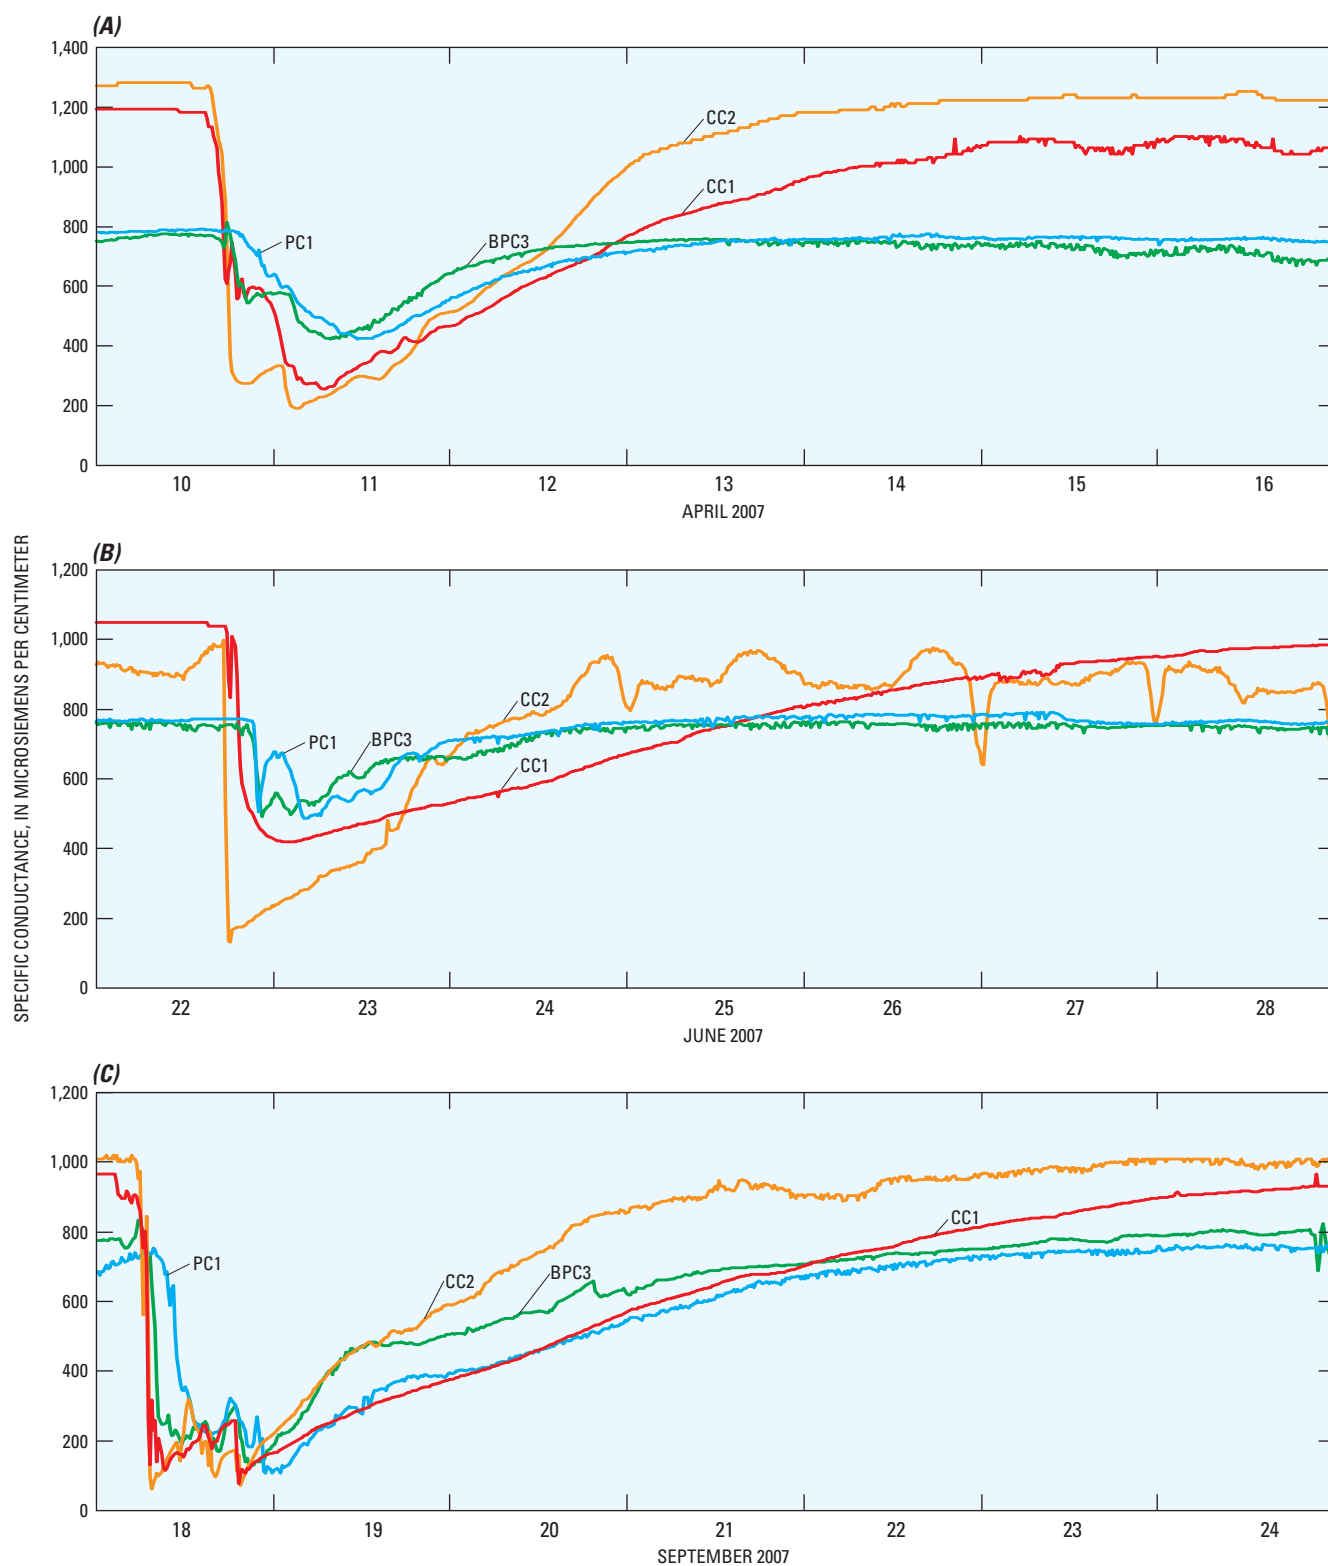 (A)
1,400
1,200
1,000
800
600
400
200
0
CC2
CC1
PC1
BPC3
10 11 12 13 14 15 16
APRIL 2007
SPECIFIC CONDUCTANCE, IN MICROSIEMENS PER CENTIMETER
(B)
1,200
1,000
800
600
400
200
0
CC2
PC1
BPC3
CC1
22 23 24 25 26 27 28
JUNE 2007
(C)
1,200
1,000
800
600
400
200
0
CC1
PC1
BPC3
CC2
18 19 20 21 22 23 24
SEPTEMBER 2007